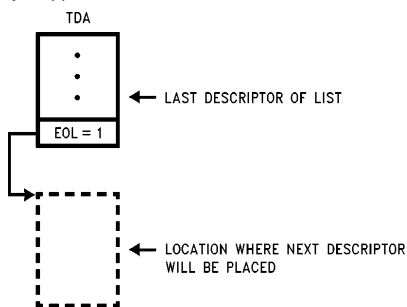 TDA
LAST DESCRIPTOR OF LIST
EOL = 1
LOCATION WHERE NEXT DESCRIPTOR
WILL BE PLACED